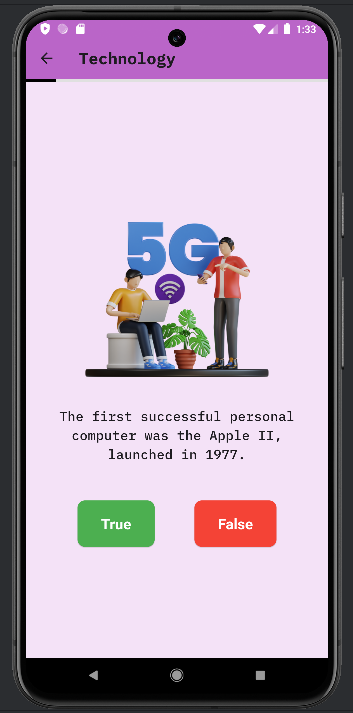 1:33
Technology
5G
The first successful personal
computer was the Apple II,
launched in 1977.
True False